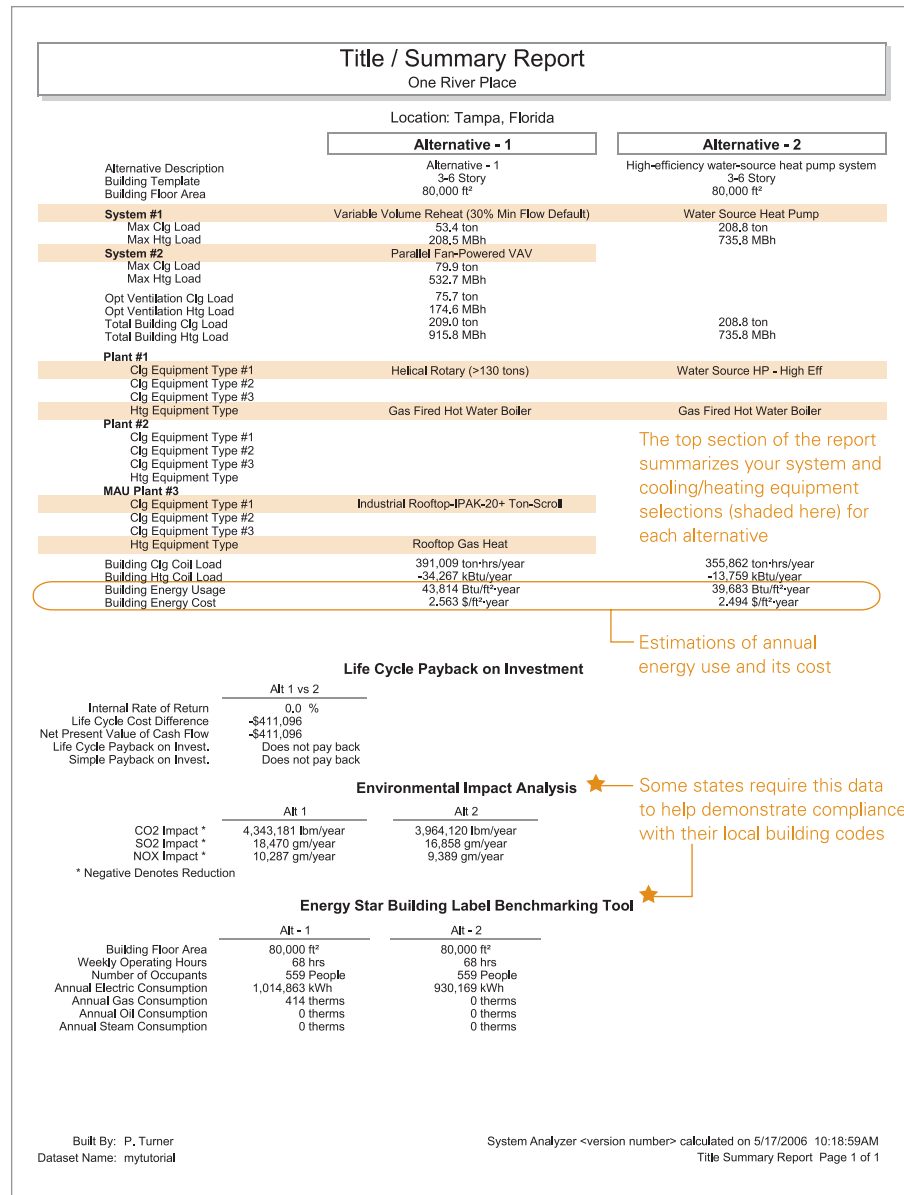 Title / Summary Report
One River Place
Location: Tampa, Florida
Alternative - 1 Alternative - 2
Alternative Description Alternative - 1 High-efficiency water-source heat pump system
Building Template 3-6 Story 3-6 Story
Building Floor Area 80,000 ft² 80,000 ft²
System #1 Variable Volume Reheat (30% Min Flow Default) Water Source Heat Pump
Max Clg Load 53.4 ton 208.8 ton
Max Htg Load 208.5 MBh 735.8 MBh
System #2 Parallel Fan-Powered VAV
Max Clg Load 79.9 ton
Max Htg Load 532.7 MBh
Opt Ventilation Clg Load 75.7 ton
Opt Ventilation Htg Load 174.6 MBh
Total Building Clg Load 209.0 ton 208.8 ton
Total Building Htg Load 915.8 MBh 735.8 MBh
Plant #1
Clg Equipment Type #1 Helical Rotary (>130 tons) Water Source HP - High Eff
Clg Equipment Type #2
Clg Equipment Type #3
Htg Equipment Type Gas Fired Hot Water Boiler Gas Fired Hot Water Boiler
Plant #2
Clg Equipment Type #1
Clg Equipment Type #2
Clg Equipment Type #3
Htg Equipment Type
MAU Plant #3
Clg Equipment Type #1 Industrial Rooftop-IPAK-20+ Ton-Scroll
Clg Equipment Type #2
Clg Equipment Type #3
Htg Equipment Type Rooftop Gas Heat
The top section of the report
summarizes your system and
cooling/heating equipment
selections (shaded here) for
each alternative
Building Clg Coil Load 391,009 ton·hrs/year 355,862 ton·hrs/year
Building Htg Coil Load -34,267 kBtu/year -13,759 kBtu/year
Building Energy Usage 43,814 Btu/ft²·year 39,683 Btu/ft²·year
Building Energy Cost 2.563 $/ft²·year 2.494 $/ft²·year
Estimations of annual
energy use and its cost
Life Cycle Payback on Investment
Alt 1 vs 2
Internal Rate of Return 0.0 %
Life Cycle Cost Difference -$411,096
Net Present Value of Cash Flow -$411,096
Life Cycle Payback on Invest. Does not pay back
Simple Payback on Invest. Does not pay back
Environmental Impact Analysis
Some states require this data
to help demonstrate compliance
with their local building codes
Alt 1 Alt 2
CO2 Impact * 4,343,181 lbm/year 3,964,120 lbm/year
SO2 Impact * 18,470 gm/year 16,858 gm/year
NOX Impact * 10,287 gm/year 9,389 gm/year
* Negative Denotes Reduction
Energy Star Building Label Benchmarking Tool
Alt - 1 Alt - 2
Building Floor Area 80,000 ft² 80,000 ft²
Weekly Operating Hours 68 hrs 68 hrs
Number of Occupants 559 People 559 People
Annual Electric Consumption 1,014,863 kWh 930,169 kWh
Annual Gas Consumption 414 therms 0 therms
Annual Oil Consumption 0 therms 0 therms
Annual Steam Consumption 0 therms 0 therms
Built By: P. Turner System Analyzer <version number> calculated on 5/17/2006 10:18:59AM
Dataset Name: mytutorial Title Summary Report Page 1 of 1